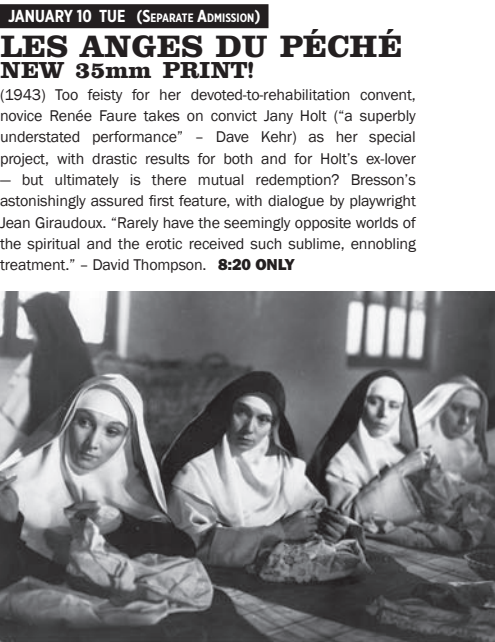 JANUARY 10 TUE (SEPARATE ADMISSION)
LES ANGES DU PÉCHÉ
NEW 35mm PRINT!
(1943) Too feisty for her devoted-to-rehabilitation convent,
novice Renée Faure takes on convict Jany Holt (“a superbly
understated performance” – Dave Kehr) as her special
project, with drastic results for both and for Holt’s ex-lover
— but ultimately is there mutual redemption? Bresson’s
astonishingly assured first feature, with dialogue by playwright
Jean Giraudoux. “Rarely have the seemingly opposite worlds of
the spiritual and the erotic received such sublime, ennobling
treatment.” – David Thompson. 8:20 ONLY